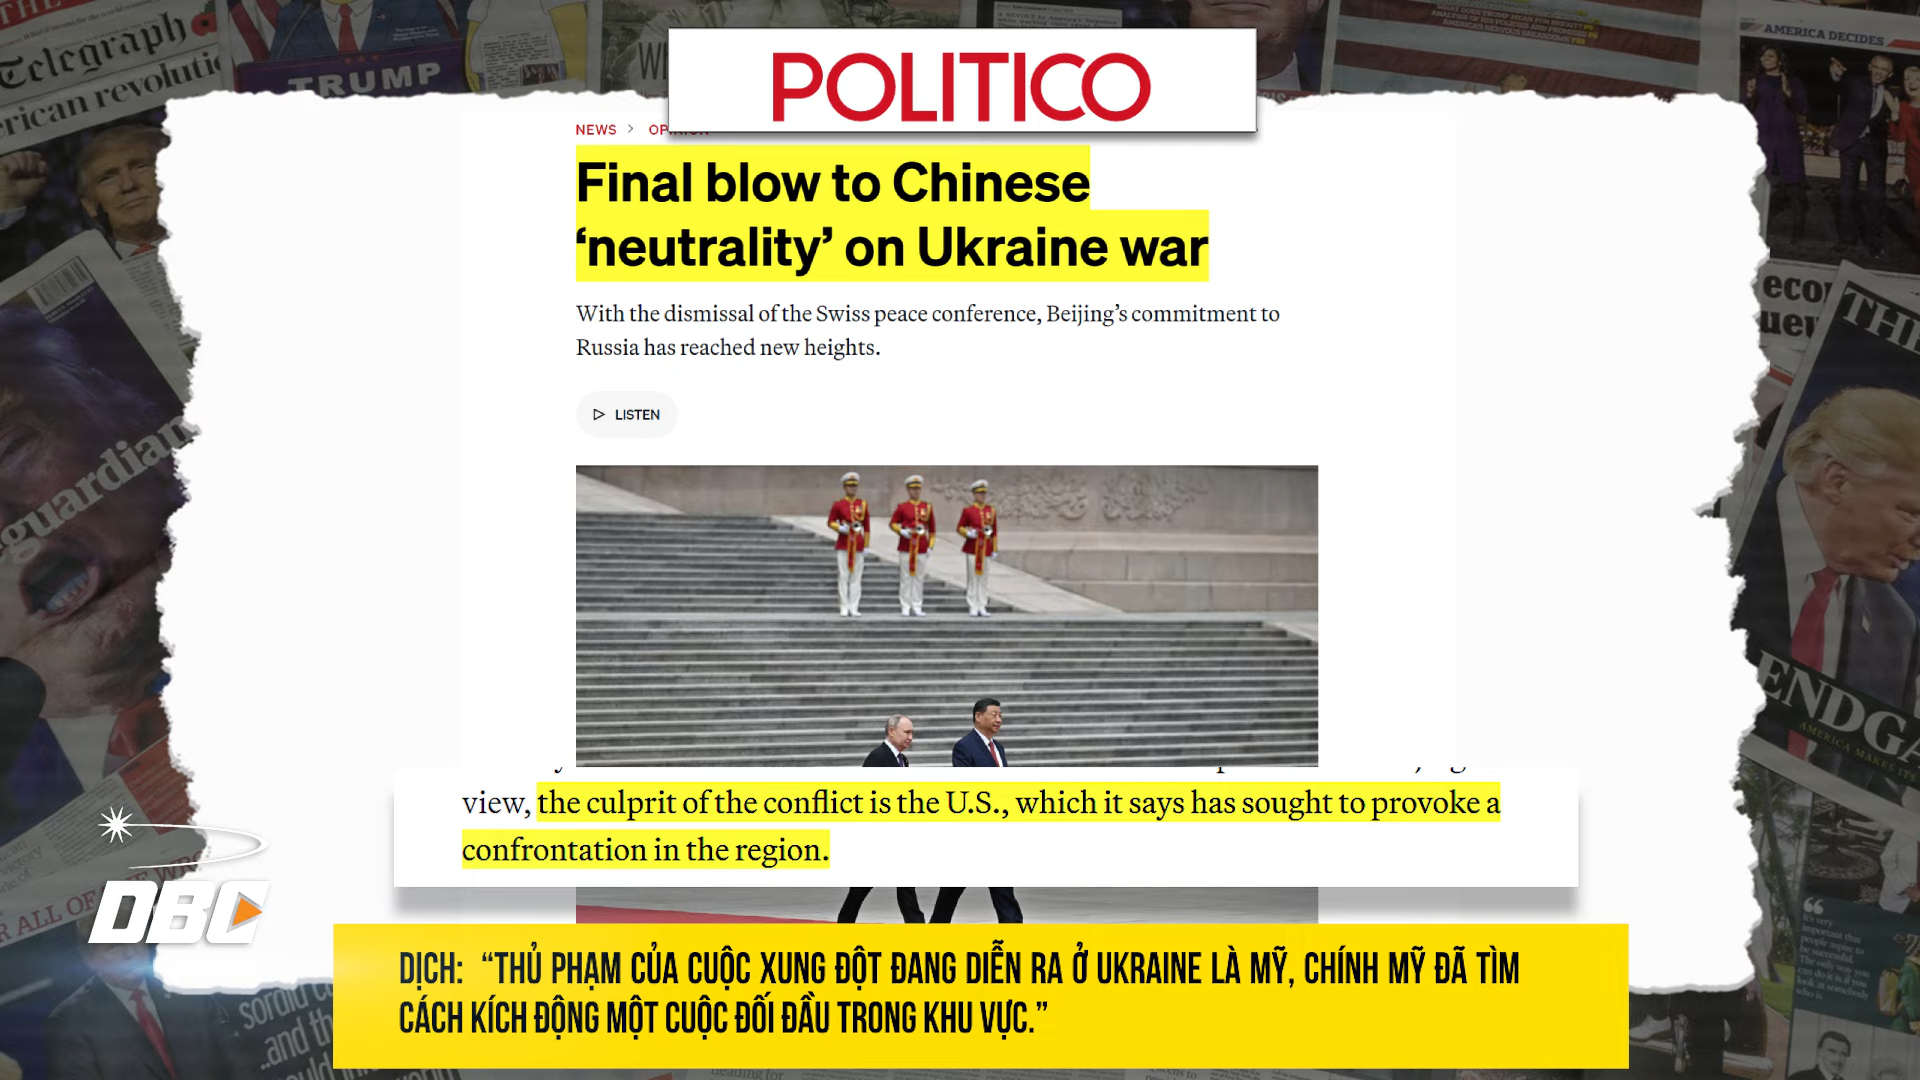 POLITICO
NEWS > OPINION
Final blow to Chinese
‘neutrality’ on Ukraine war
With the dismissal of the Swiss peace conference, Beijing’s commitment to
Russia has reached new heights.
LISTEN
view, the culprit of the conflict is the U.S., which it says has sought to provoke a
confrontation in the region.
DBC
DỊCH: “THỦ PHẠM CỦA CUỘC XUNG ĐỘT ĐANG DIỄN RA Ở UKRAINE LÀ MỸ, CHÍNH MỸ ĐÃ TÌM
CÁCH KÍCH ĐỘNG MỘT CUỘC ĐỐI ĐẦU TRONG KHU VỰC.”
Telegraph
TRUMP
AMERICA DECIDES
guardian